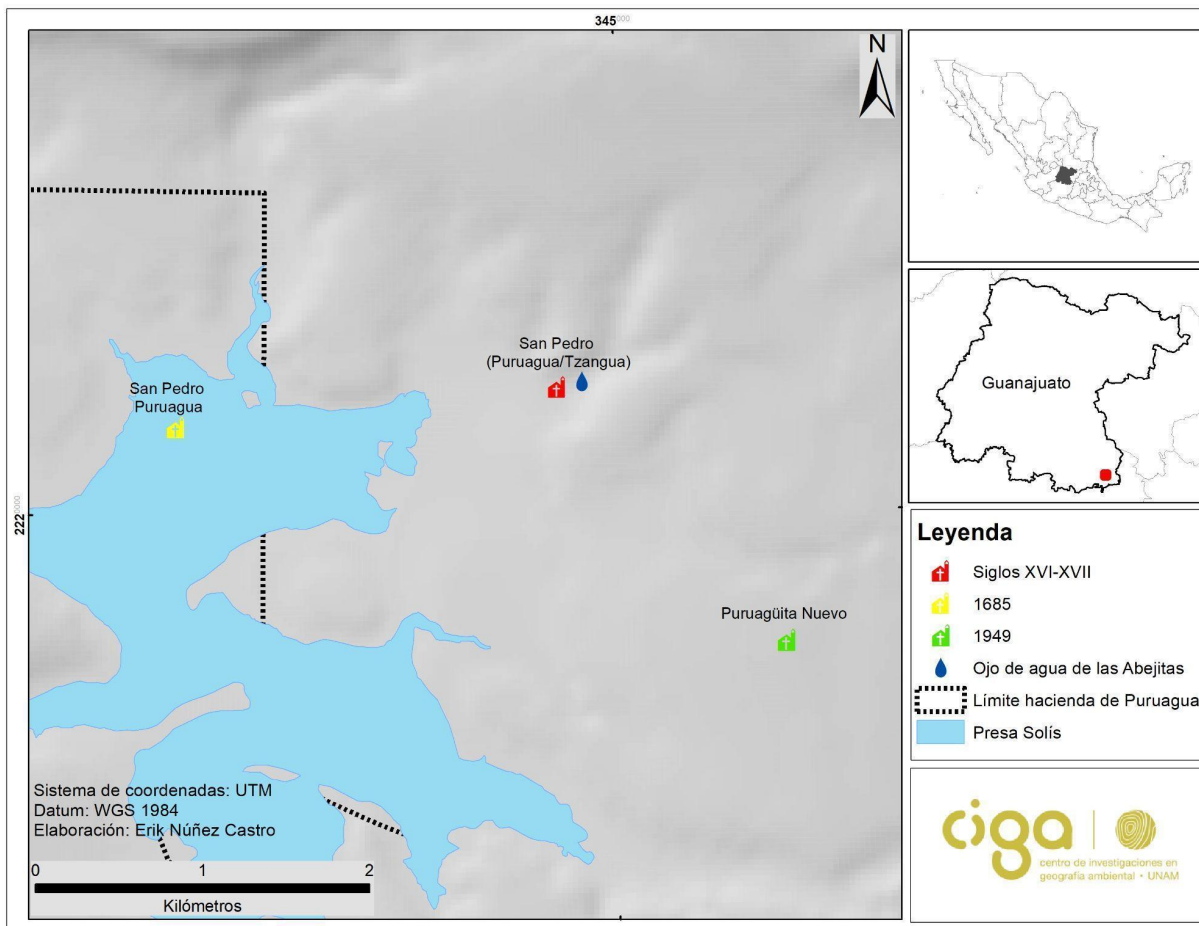 345000
N
San Pedro
(Puruagua/Tzangua)
San Pedro
Puruagua
222
0000
Puruagüita Nuevo
Sistema de coordenadas: UTM
Datum: WGS 1984
Elaboración: Erik Núñez Castro
0 1 2
Kilómetros
Guanajuato
Leyenda
Siglos XVI-XVII
1685
1949
Ojo de agua de las Abejitas
Límite hacienda de Puruagua
Presa Solís
ciga
centro de investigaciones en
geografía ambiental • UNAM